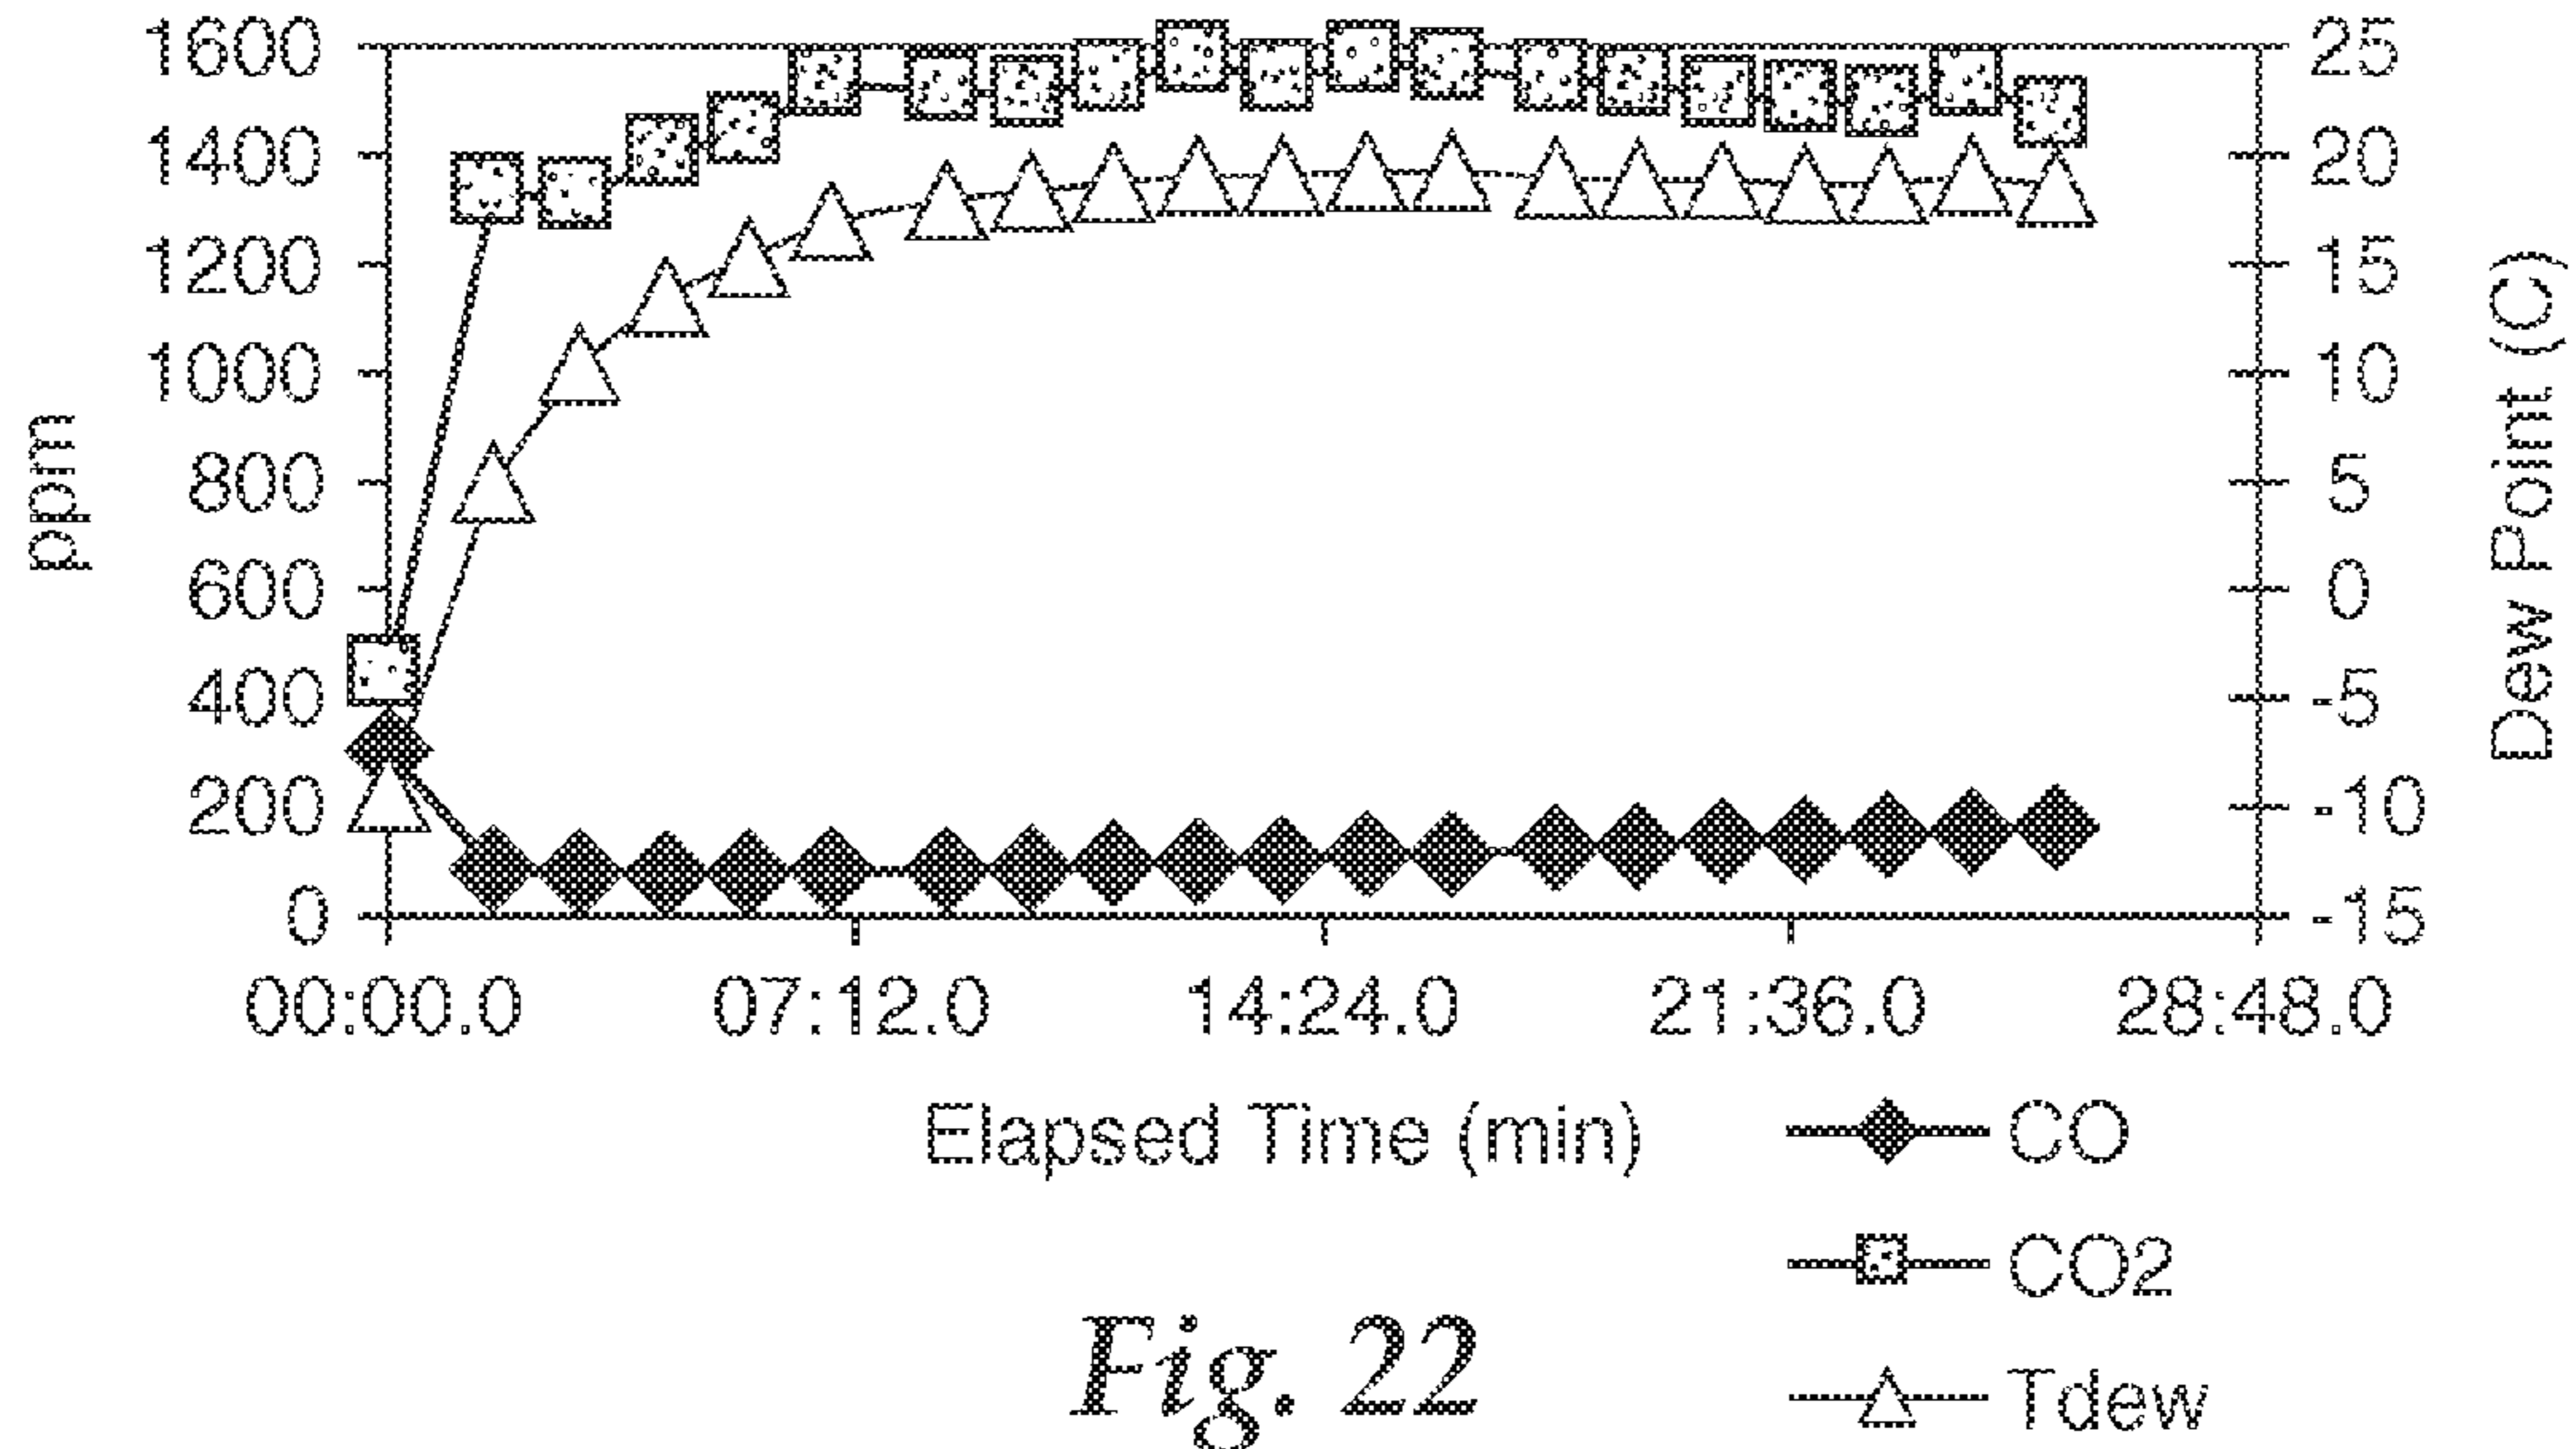 1600
1400
1200
1000
800
600
400
200
0
ppm
25
20
15
10
5
0
-5
-10
-15
Dew Point (C)
00:00.0 07:12.0 14:24.0 21:36.0 28:48.0
Elapsed Time (min)
CO
CO2
Tdew
Fig. 22